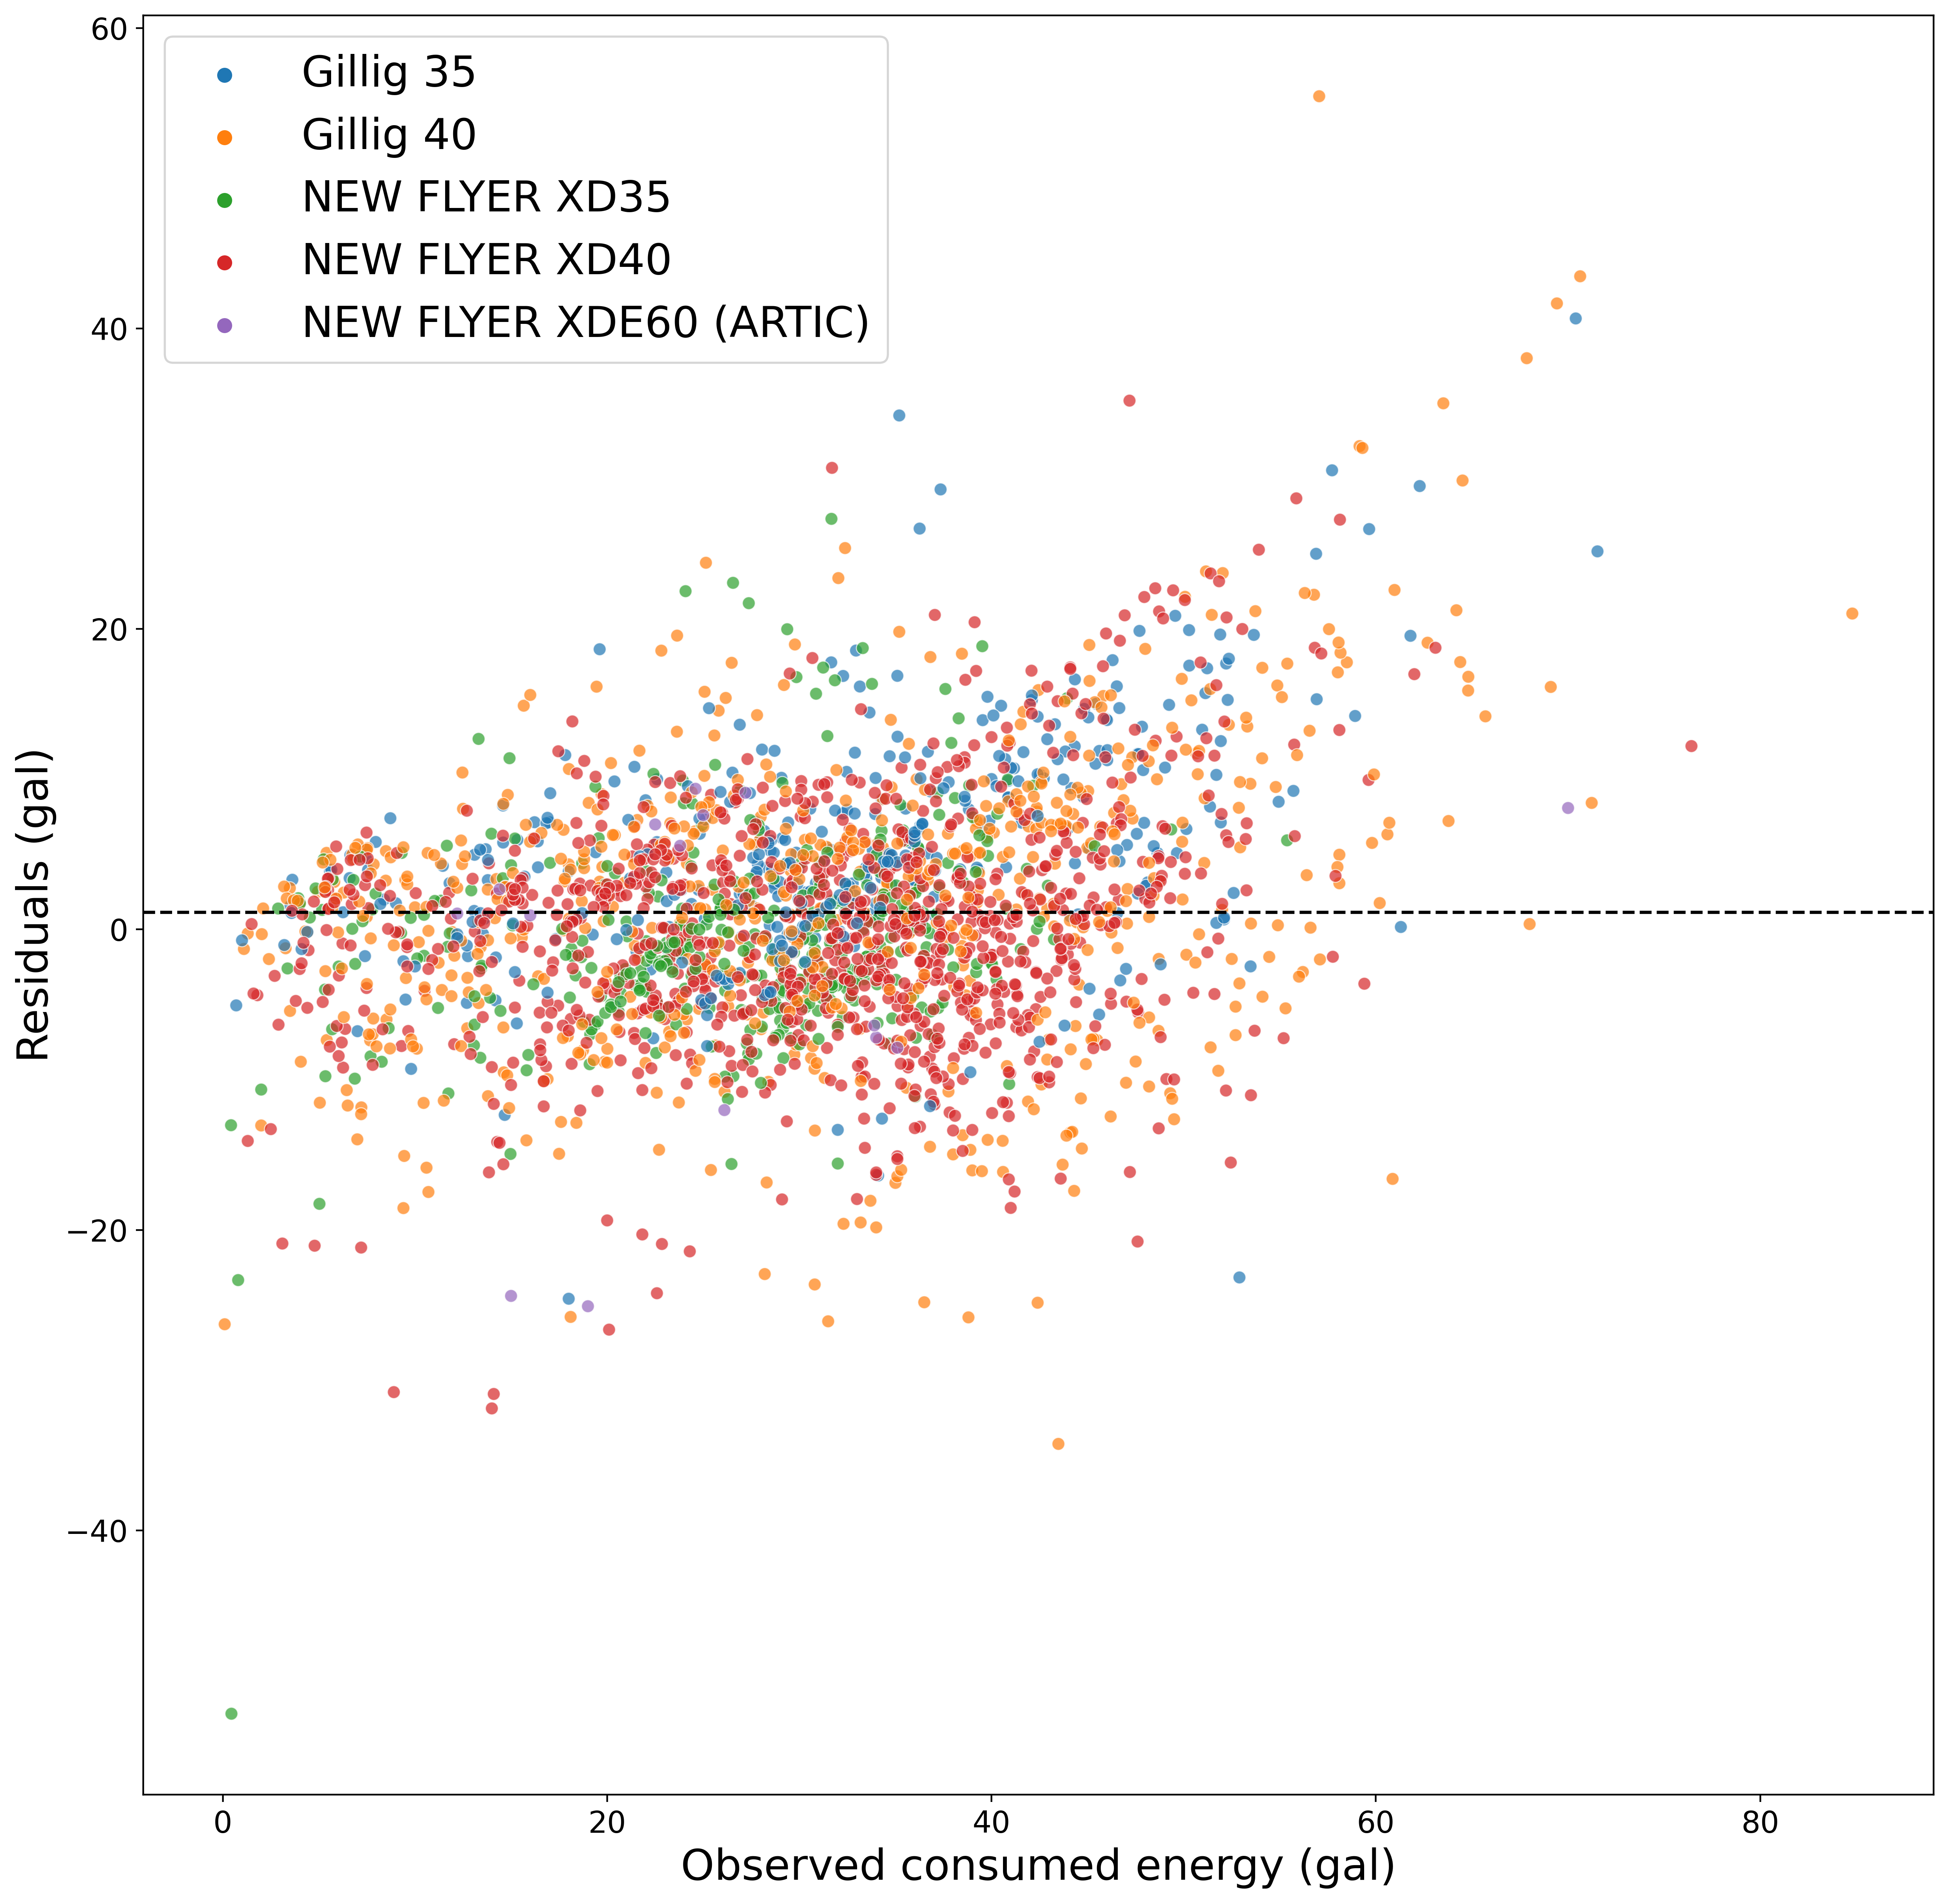 60
40
20
0
−20
−40
Residuals (gal)
Gillig 35
Gillig 40
NEW FLYER XD35
NEW FLYER XD40
NEW FLYER XDE60 (ARTIC)
0 20 40 60 80
Observed consumed energy (gal)